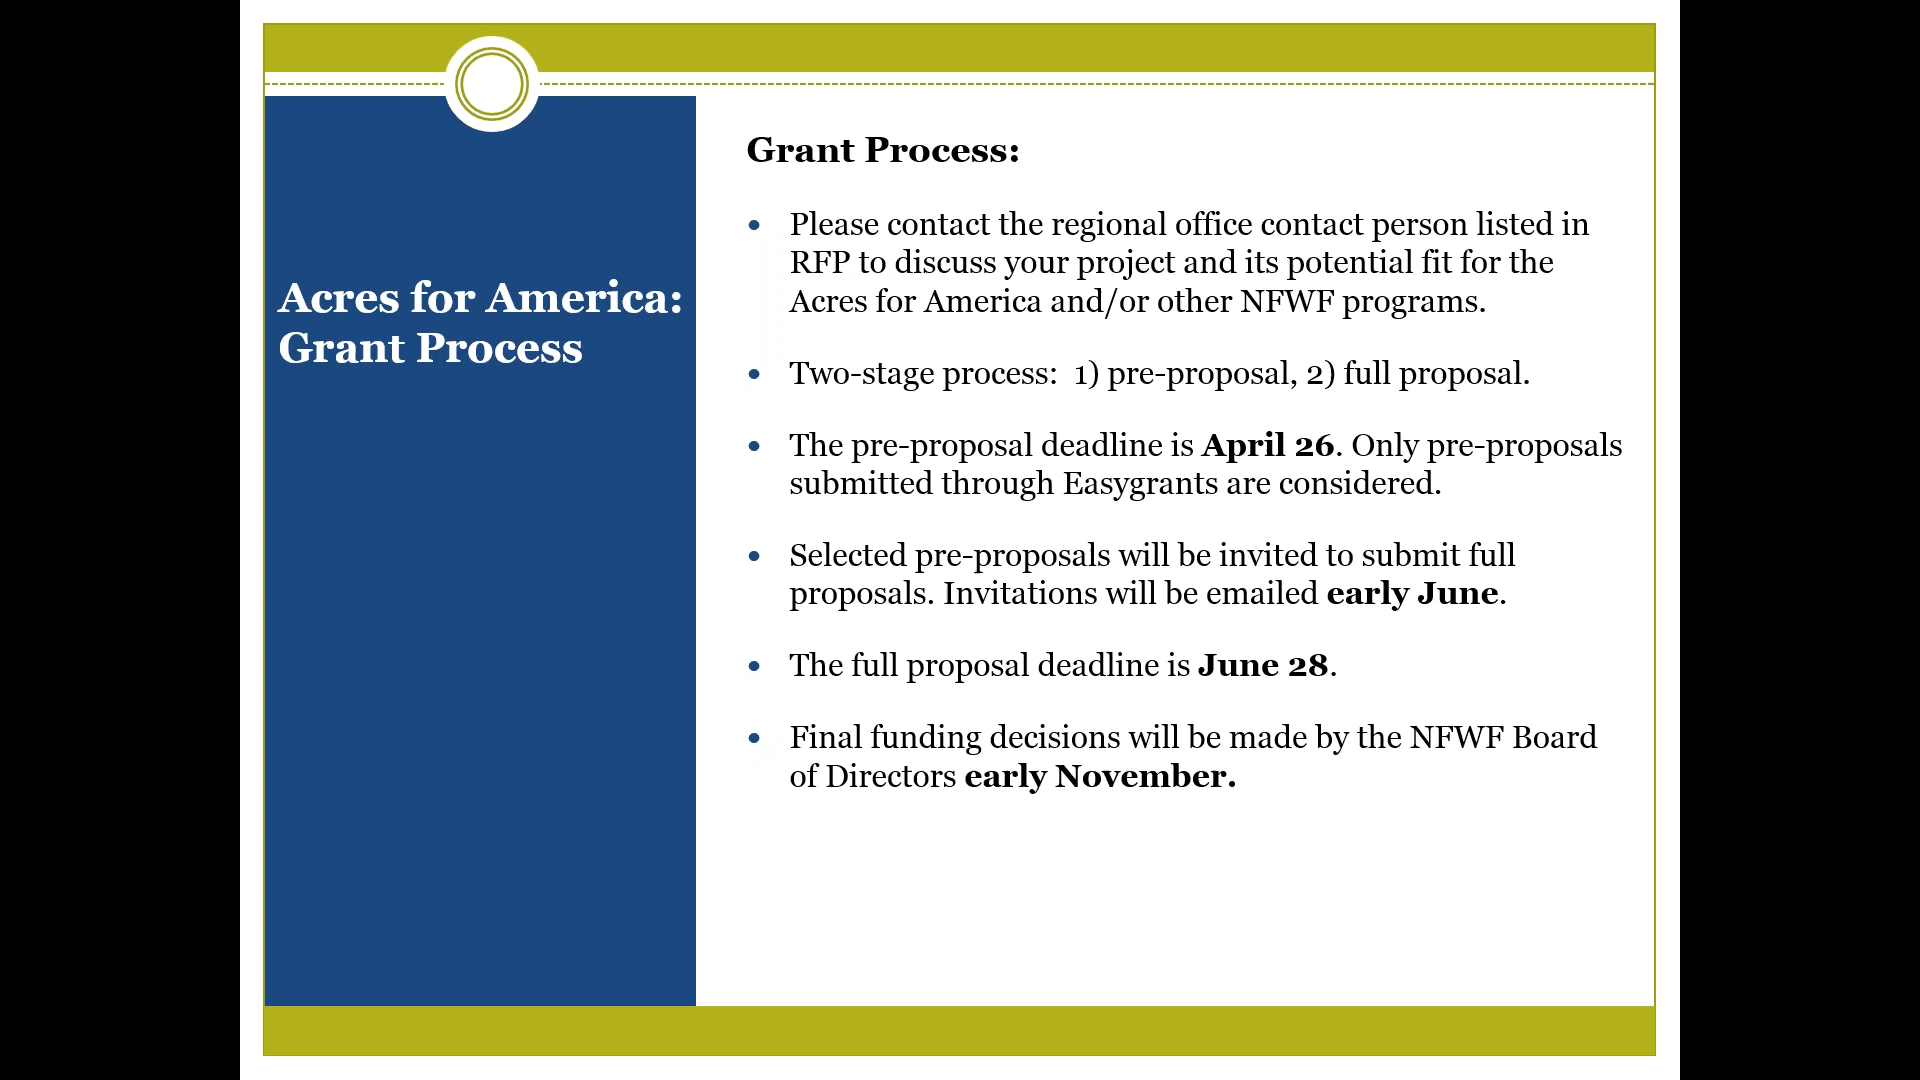 Acres for America:
Grant Process
Grant Process:
• Please contact the regional office contact person listed in
RFP to discuss your project and its potential fit for the
Acres for America and/or other NFWF programs.
• Two-stage process:  1) pre-proposal, 2) full proposal.
• The pre-proposal deadline is April 26. Only pre-proposals
submitted through Easygrants are considered.
• Selected pre-proposals will be invited to submit full
proposals. Invitations will be emailed early June.
• The full proposal deadline is June 28.
• Final funding decisions will be made by the NFWF Board
of Directors early November.